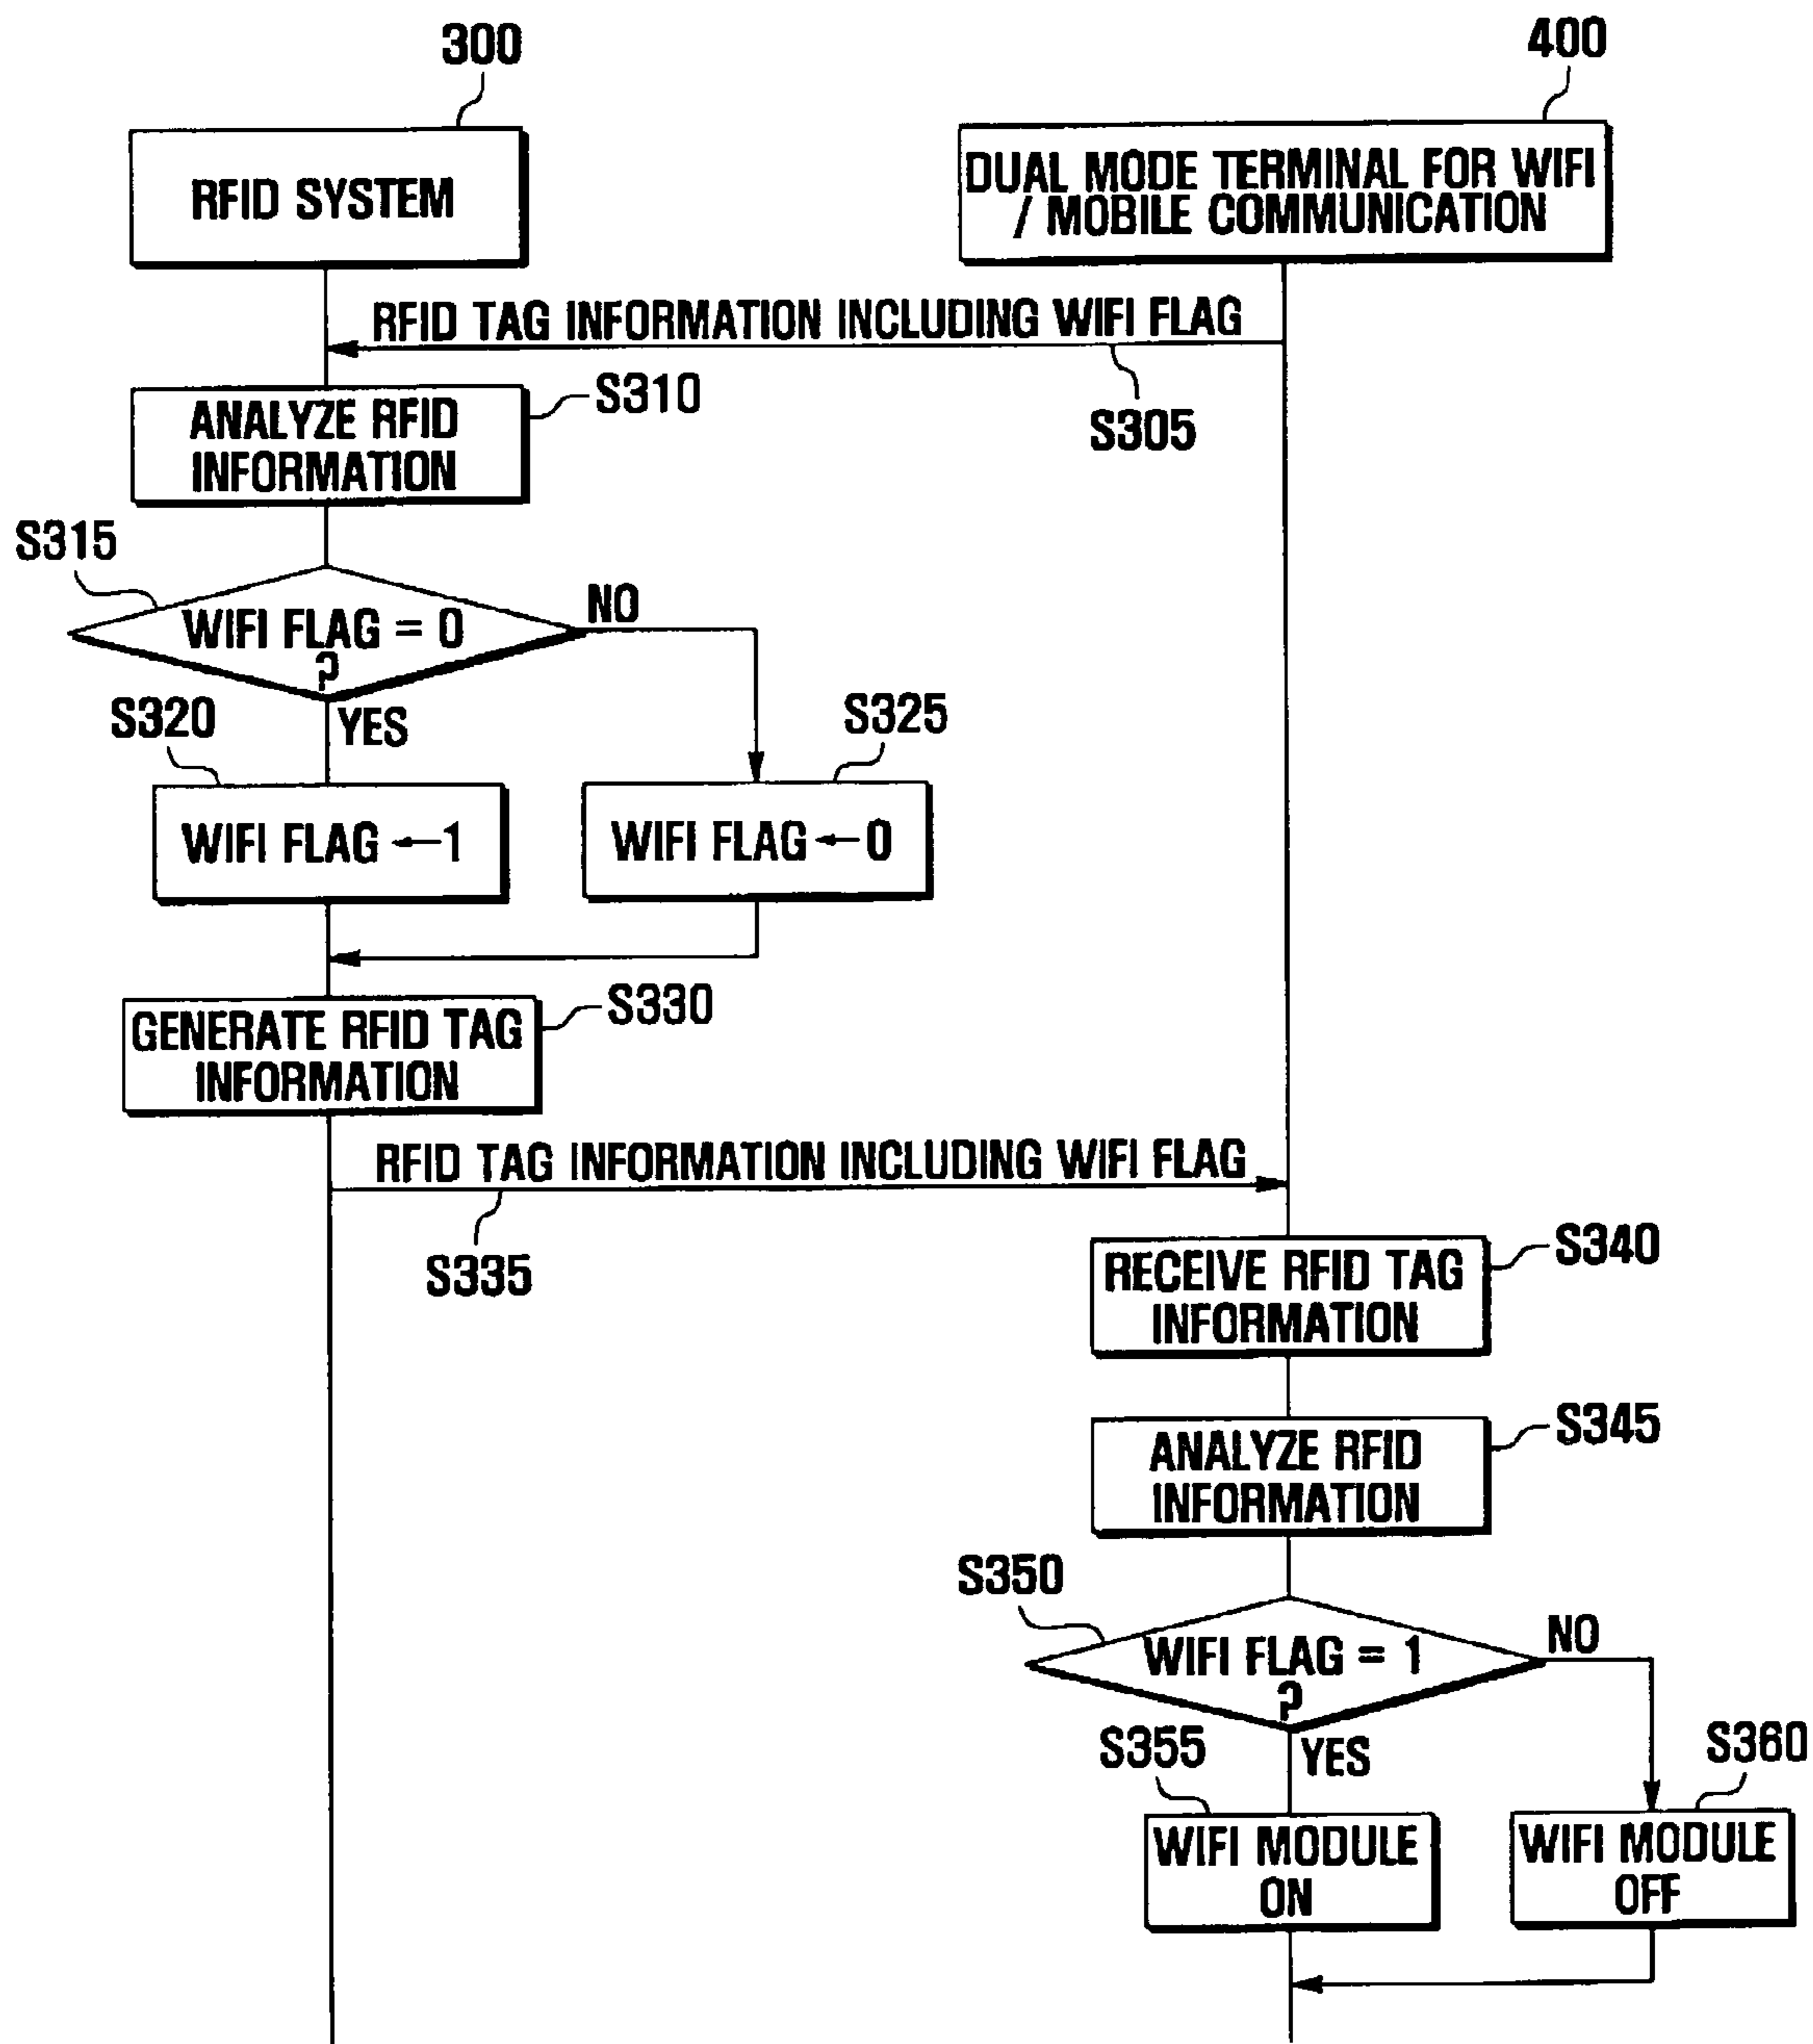 300
400
RFID SYSTEM
DUAL MODE TERMINAL FOR WIFI
/ MOBILE COMMUNICATION
RFID TAG INFORMATION INCLUDING WIFI FLAG
S305
S310
ANALYZE RFID
INFORMATION
S315
WIFI FLAG = 0
?
NO
YES
S320
S325
WIFI FLAG ← 1
WIFI FLAG ← 0
S330
GENERATE RFID TAG
INFORMATION
RFID TAG INFORMATION INCLUDING WIFI FLAG
S335
S340
RECEIVE RFID TAG
INFORMATION
S345
ANALYZE RFID
INFORMATION
S350
WIFI FLAG = 1
?
NO
YES
S355
S360
WIFI MODULE
ON
WIFI MODULE
OFF